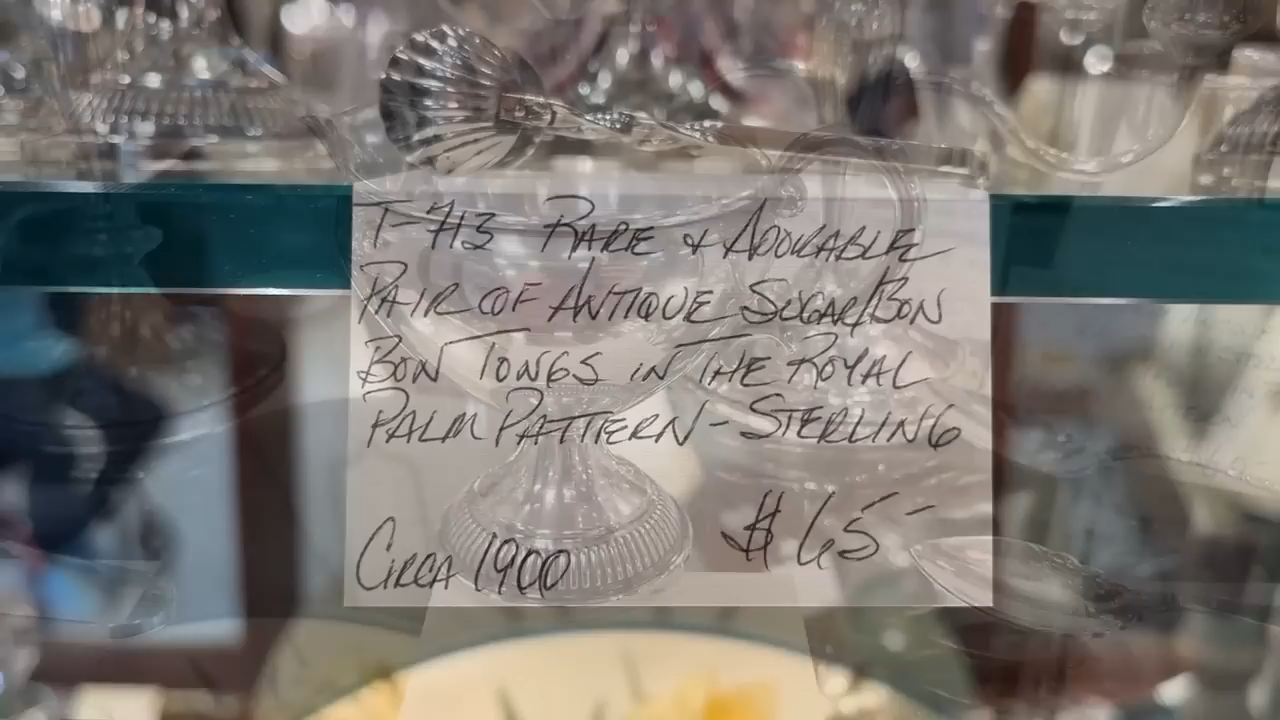 T-713 RARE & ADORABLE
PAIR OF ANTIQUE SUGAR/BON
BON TONGS IN THE ROYAL
PALM PATTERN - STERLING
CIRCA 1900 $65-